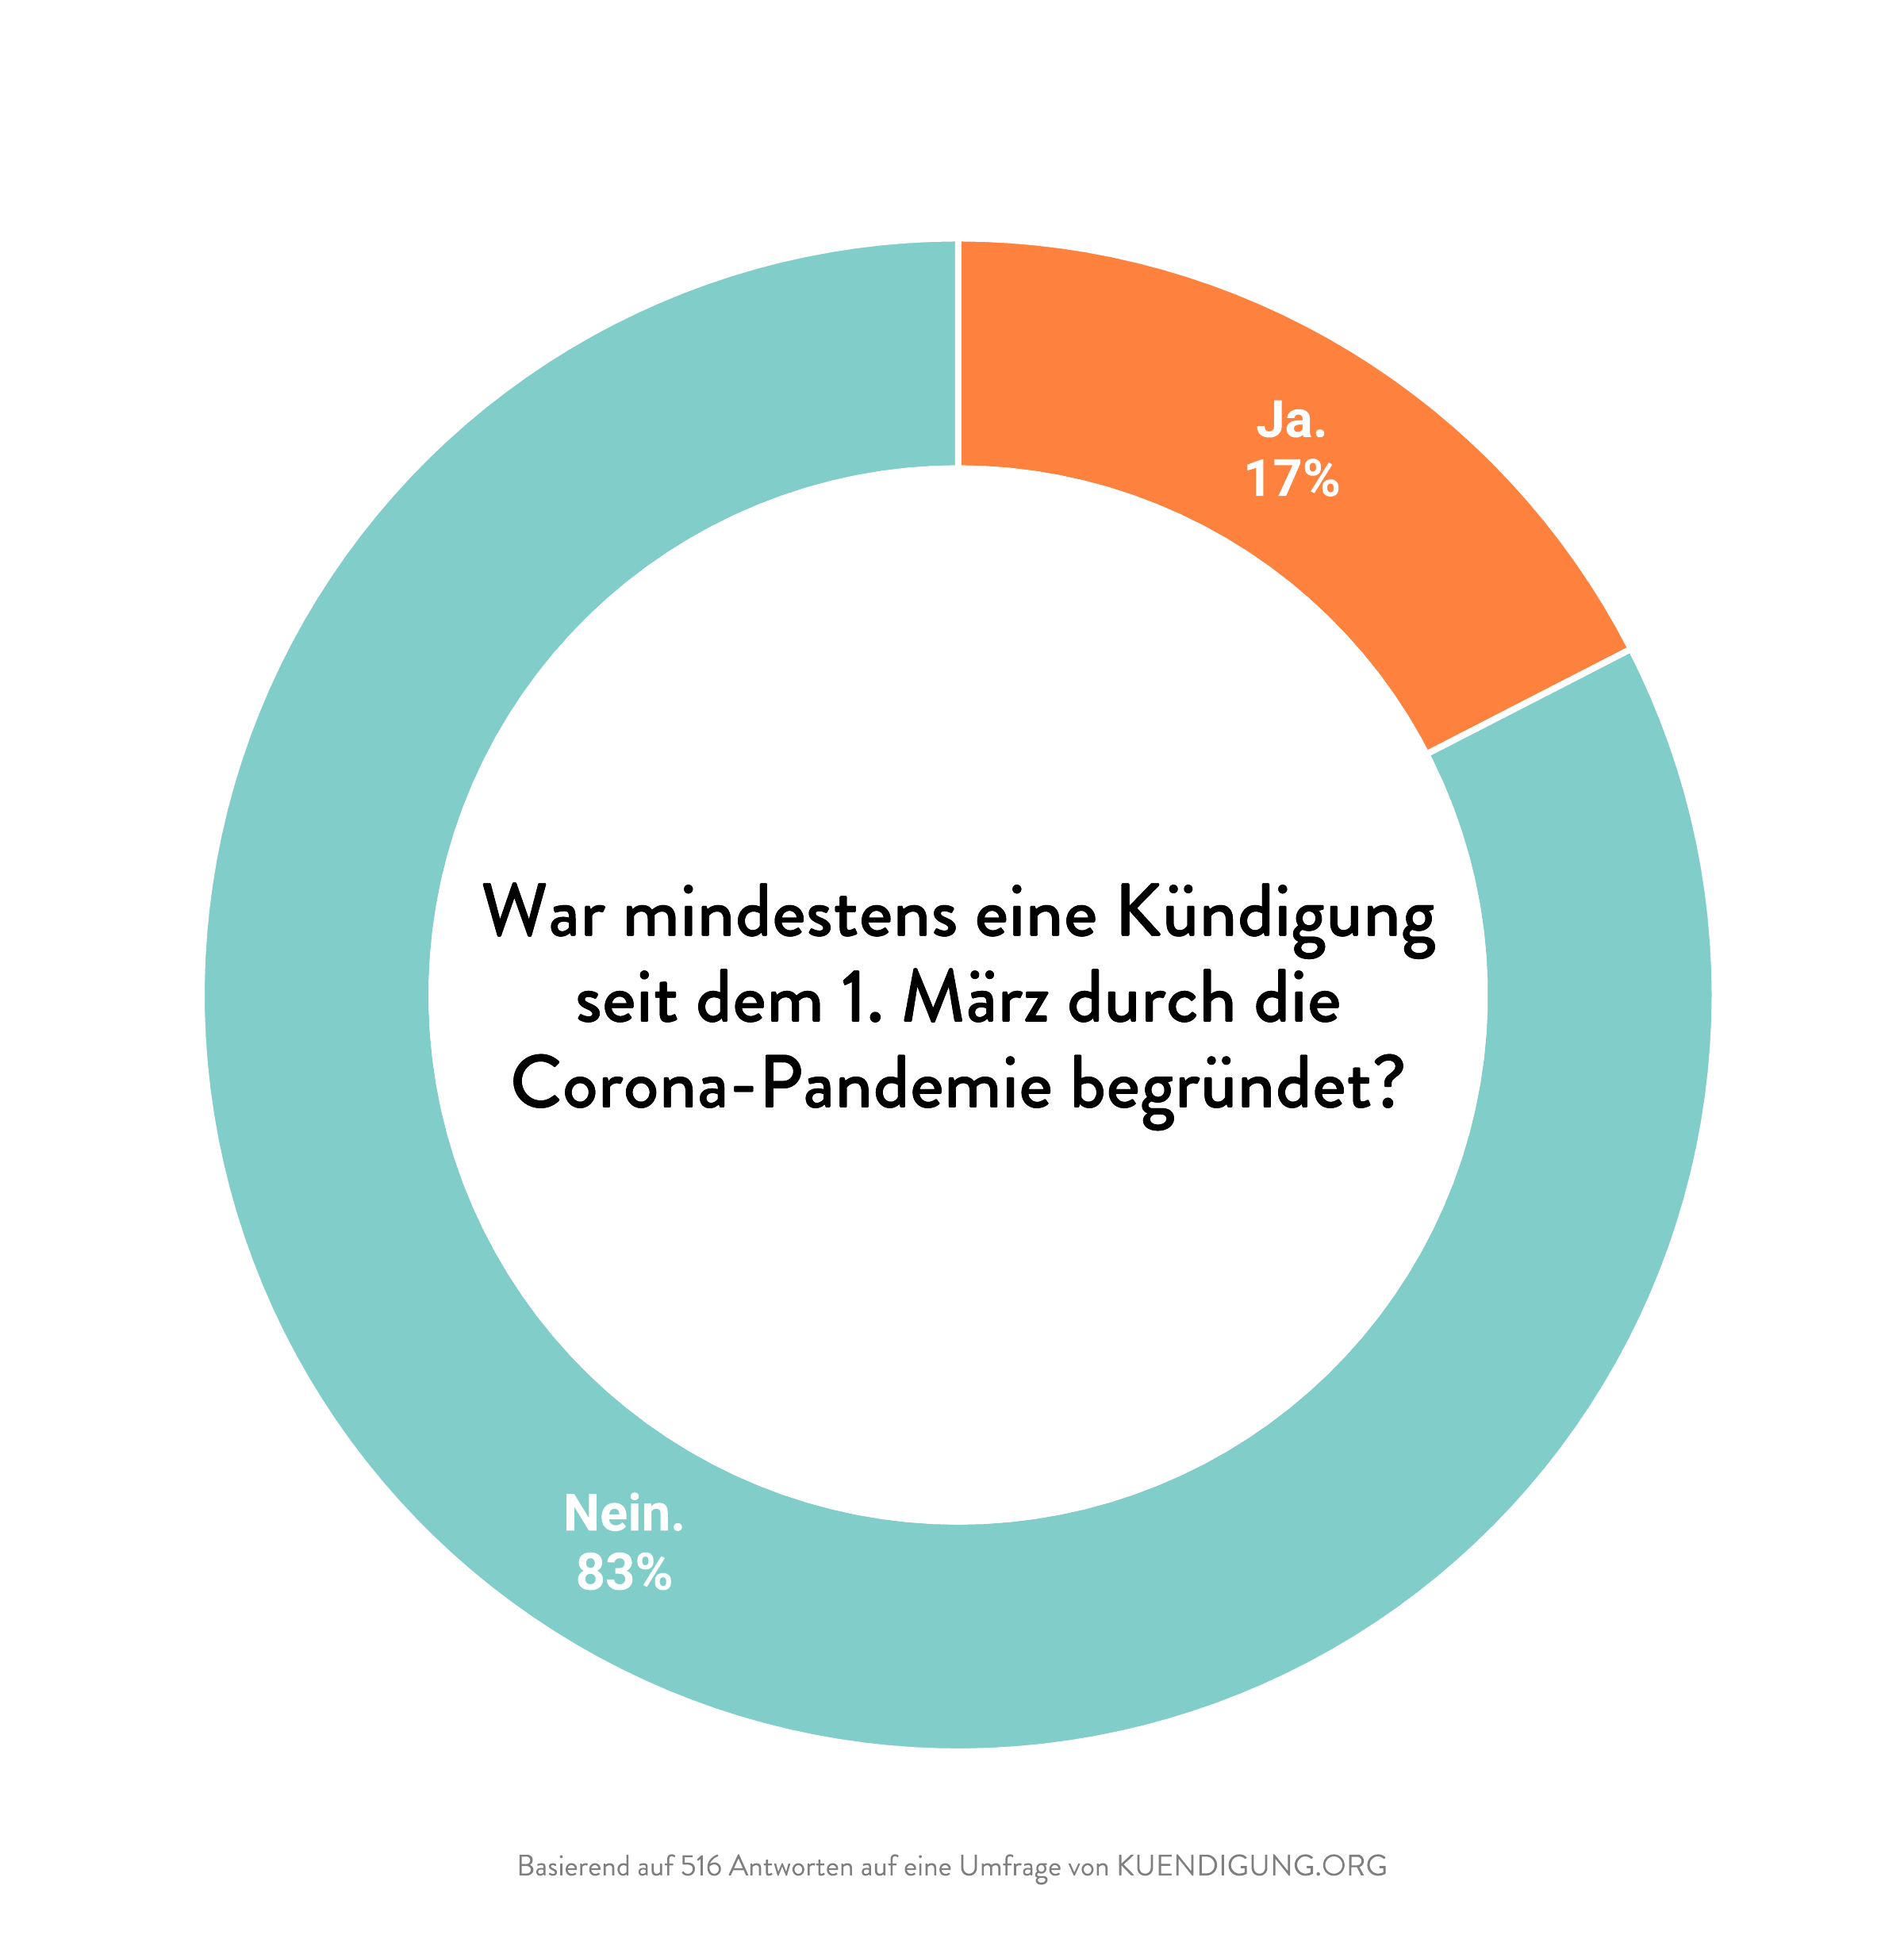 Ja.
17%
War mindestens eine Kündigung
seit dem 1. März durch die
Corona-Pandemie begründet?
Nein.
83%
Basierend auf 516 Antworten auf eine Umfrage von KUENDIGUNG.ORG